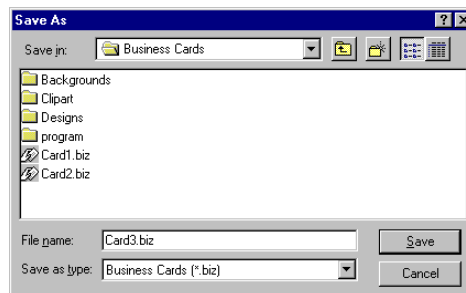 Save As
Save in: Business Cards
Backgrounds
Clipart
Designs
program
Card1.biz
Card2.biz
File name: Card3.biz Save
Save as type: Business Cards (*.biz) Cancel